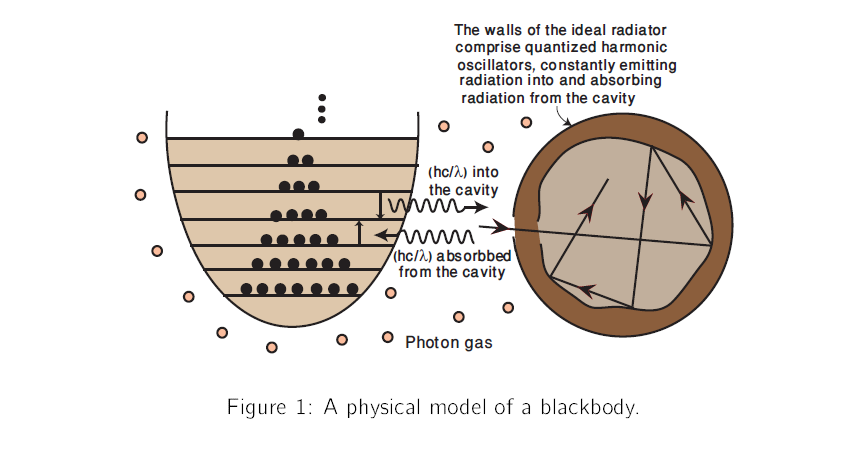 The walls of the ideal radiator
comprise quantized harmonic
oscillators, constantly emitting
radiation into and absorbing
radiation from the cavity
(hc/λ) into
the cavity
(hc/λ) absorbbed
from the cavity
Photon gas
Figure 1: A physical model of a blackbody.